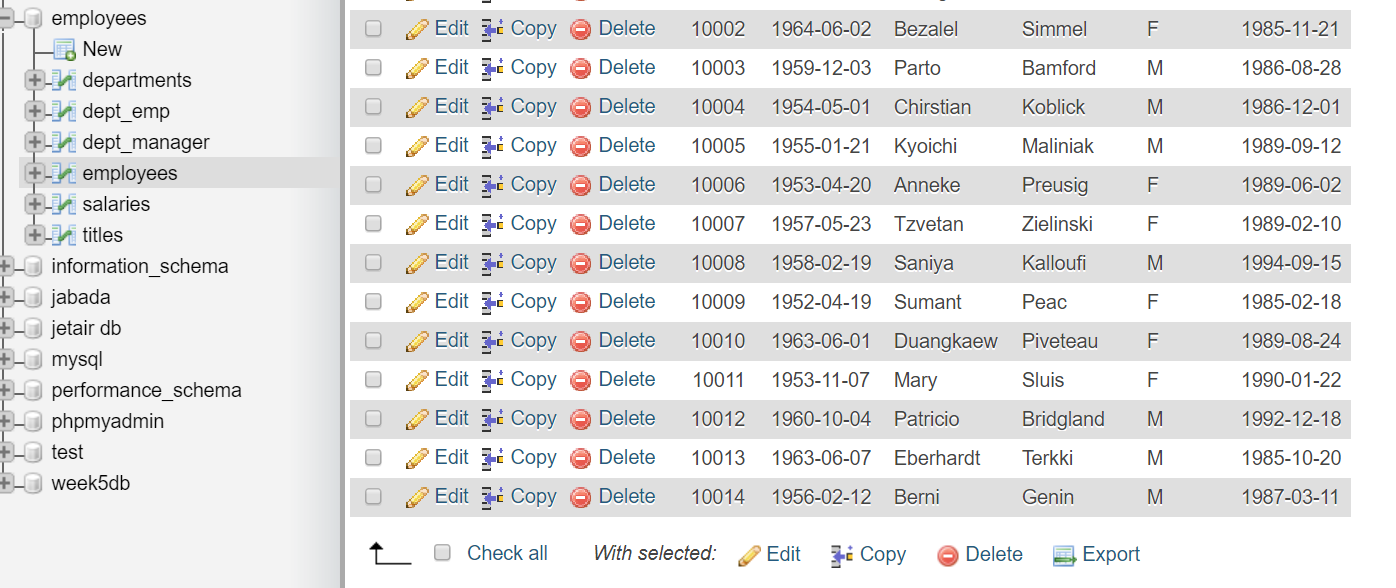 employees
New
departments
dept_emp
dept_manager
employees
salaries
titles
information_schema
jabada
jetair db
mysql
performance_schema
phpmyadmin
test
week5db
Edit Copy Delete 10002 1964-06-02 Bezalel Simmel F 1985-11-21
Edit Copy Delete 10003 1959-12-03 Parto Bamford M 1986-08-28
Edit Copy Delete 10004 1954-05-01 Chirstian Koblick M 1986-12-01
Edit Copy Delete 10005 1955-01-21 Kyoichi Maliniak M 1989-09-12
Edit Copy Delete 10006 1953-04-20 Anneke Preusig F 1989-06-02
Edit Copy Delete 10007 1957-05-23 Tzvetan Zielinski F 1989-02-10
Edit Copy Delete 10008 1958-02-19 Saniya Kalloufi M 1994-09-15
Edit Copy Delete 10009 1952-04-19 Sumant Peac F 1985-02-18
Edit Copy Delete 10010 1963-06-01 Duangkaew Piveteau F 1989-08-24
Edit Copy Delete 10011 1953-11-07 Mary Sluis F 1990-01-22
Edit Copy Delete 10012 1960-10-04 Patricio Bridgland M 1992-12-18
Edit Copy Delete 10013 1963-06-07 Eberhardt Terkki M 1985-10-20
Edit Copy Delete 10014 1956-02-12 Berni Genin M 1987-03-11
Check all With selected: Edit Copy Delete Export